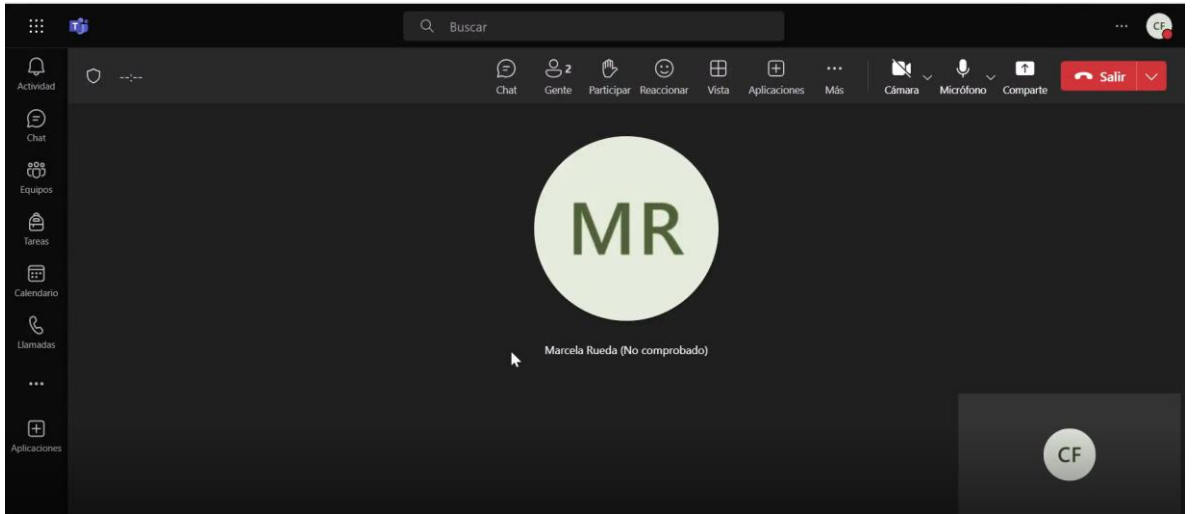 Buscar
CF
Actividad
Chat
Equipos
Tareas
Calendario
Llamadas
Aplicaciones
--:--
Chat
2
Gente
Participar
Reaccionar
Vista
Aplicaciones
Más
Cámara
Micrófono
Comparte
Salir
MR
Marcela Rueda (No comprobado)
CF